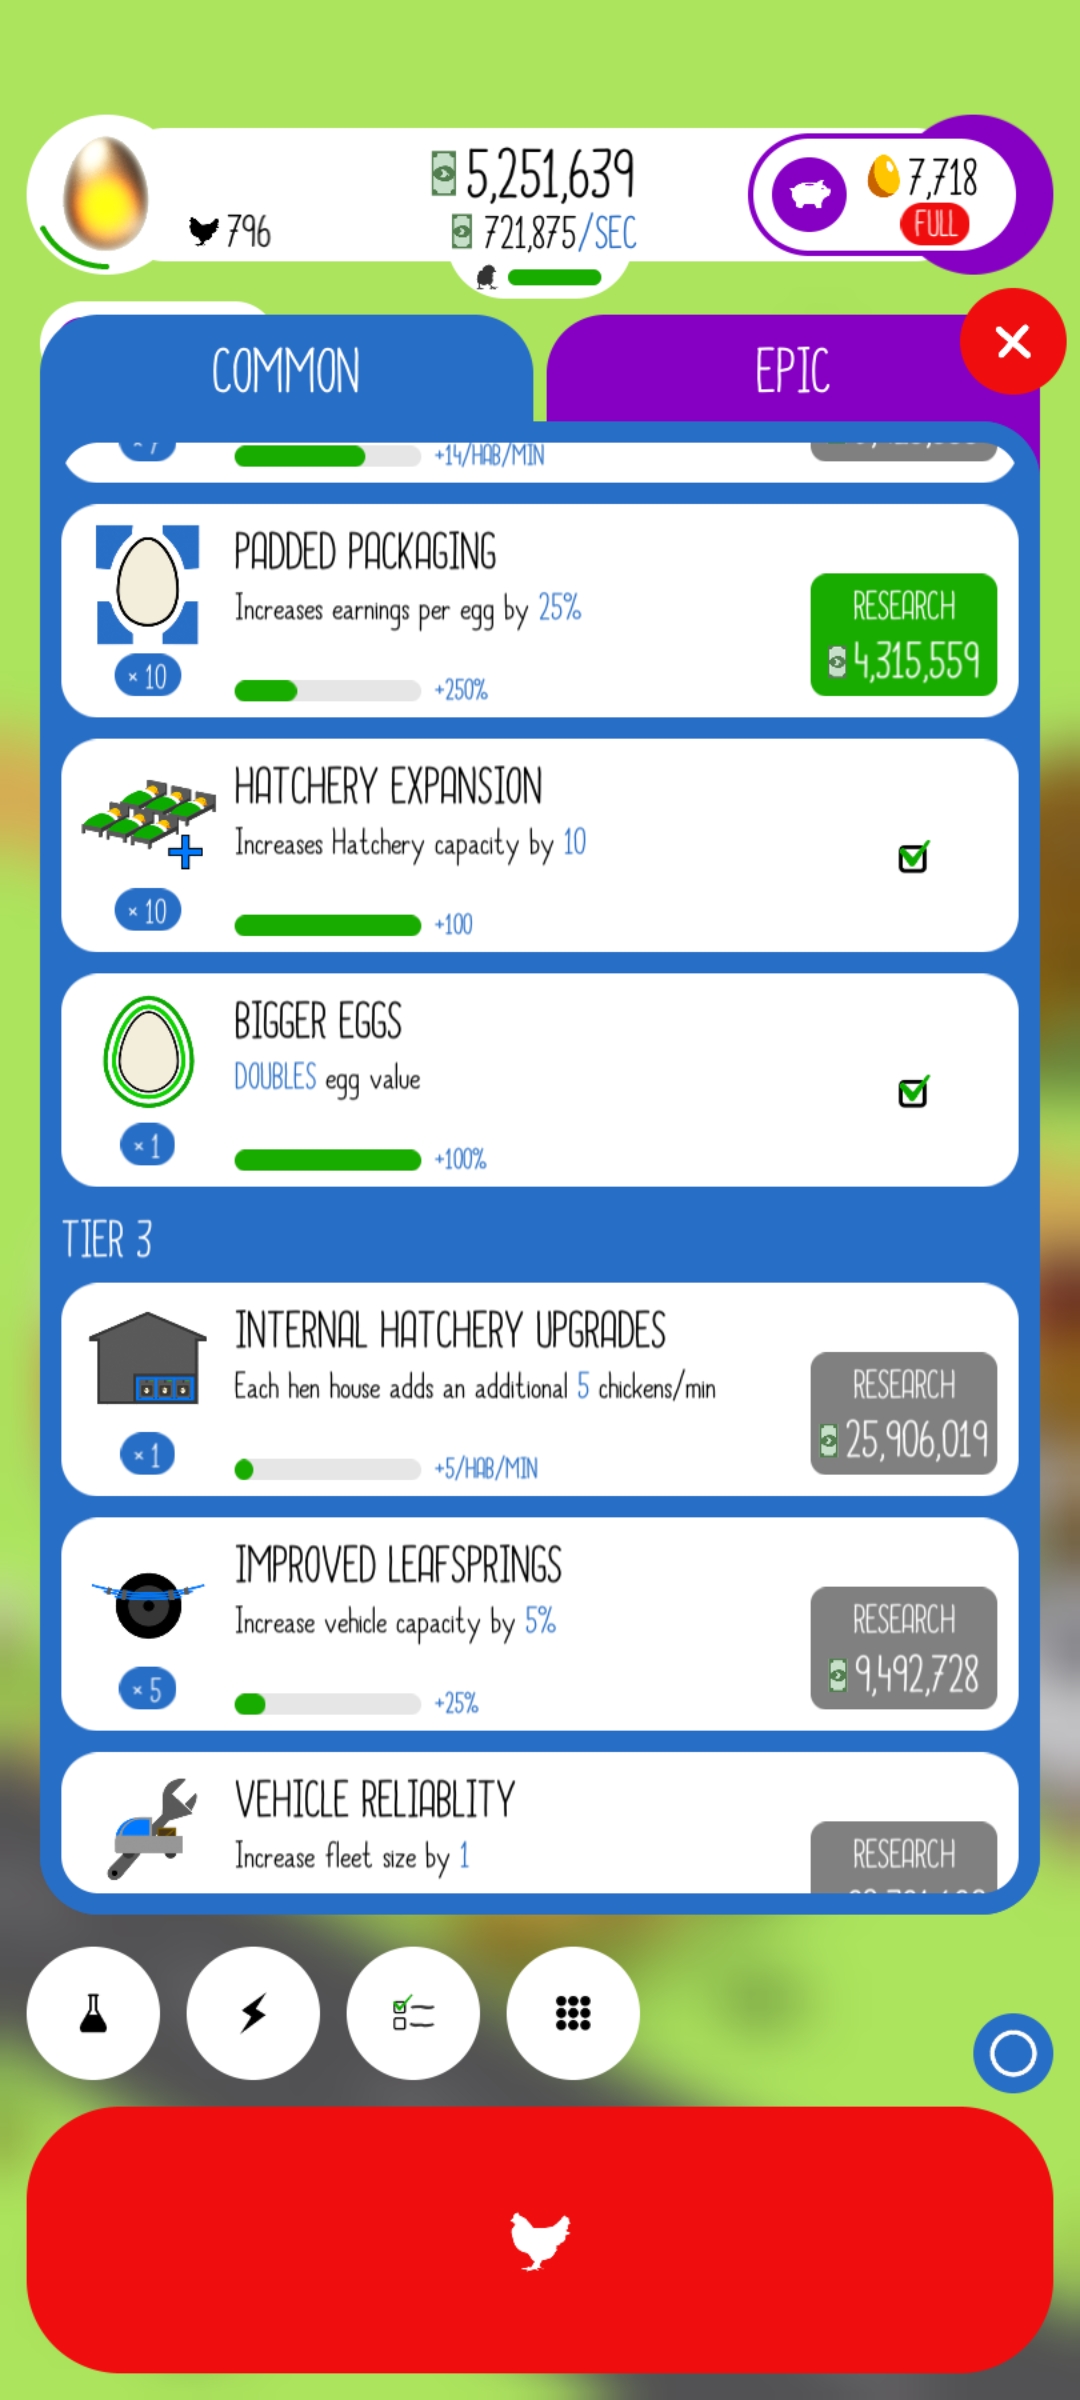 5,251,639
7,718
796
721,875/SEC
FULL
COMMON
EPIC
+14/HAB/MIN
PADDED PACKAGING
Increases earnings per egg by 25%
RESEARCH
4,315,559
× 10
+250%
HATCHERY EXPANSION
Increases Hatchery capacity by 10
× 10
+100
BIGGER EGGS
DOUBLES egg value
× 1
+100%
TIER 3
INTERNAL HATCHERY UPGRADES
Each hen house adds an additional 5 chickens/min
RESEARCH
25,906,019
× 1
+5/HAB/MIN
IMPROVED LEAFSPRINGS
Increase vehicle capacity by 5%
RESEARCH
9,492,728
× 5
+25%
VEHICLE RELIABLITY
Increase fleet size by 1
RESEARCH